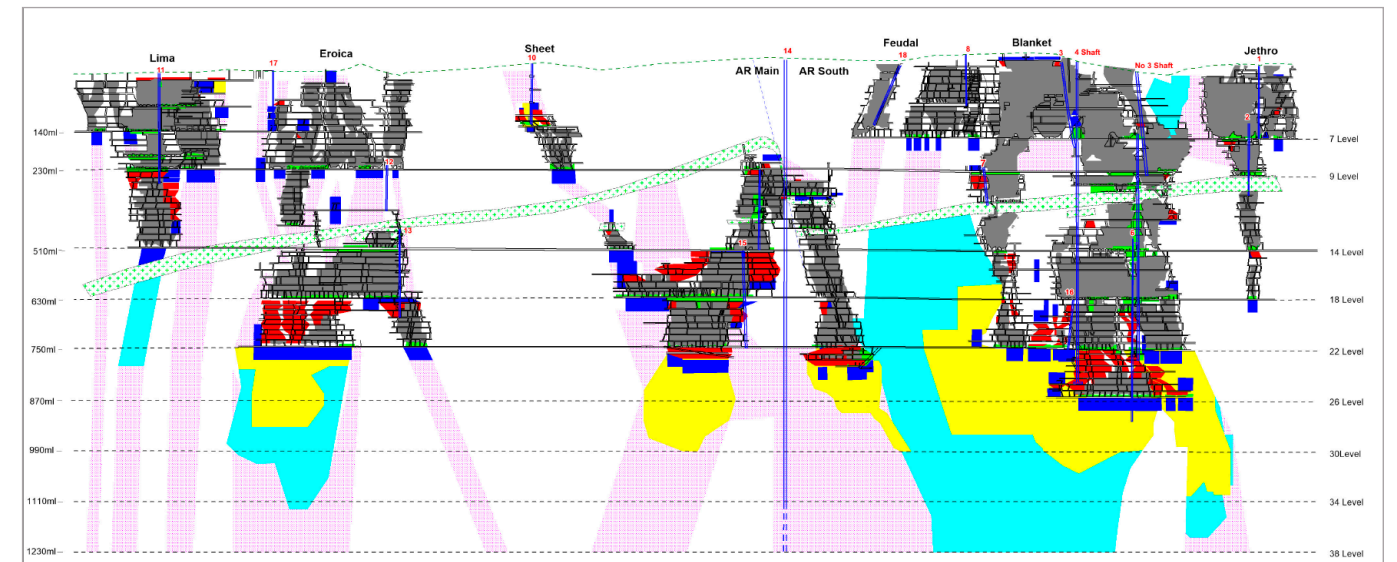 Lima
Eroica
Sheet
Feudal
Blanket
Jethro
11
17
10
14
18
8
3
4 Shaft
No 3 Shaft
1
AR Main
AR South
2
140ml
7 Level
12
7
230ml
9 Level
13
15
6
510ml
14 Level
16
630ml
18 Level
750ml
22 Level
870ml
26 Level
990ml
30Level
1110ml
34 Level
1230ml
38 Level